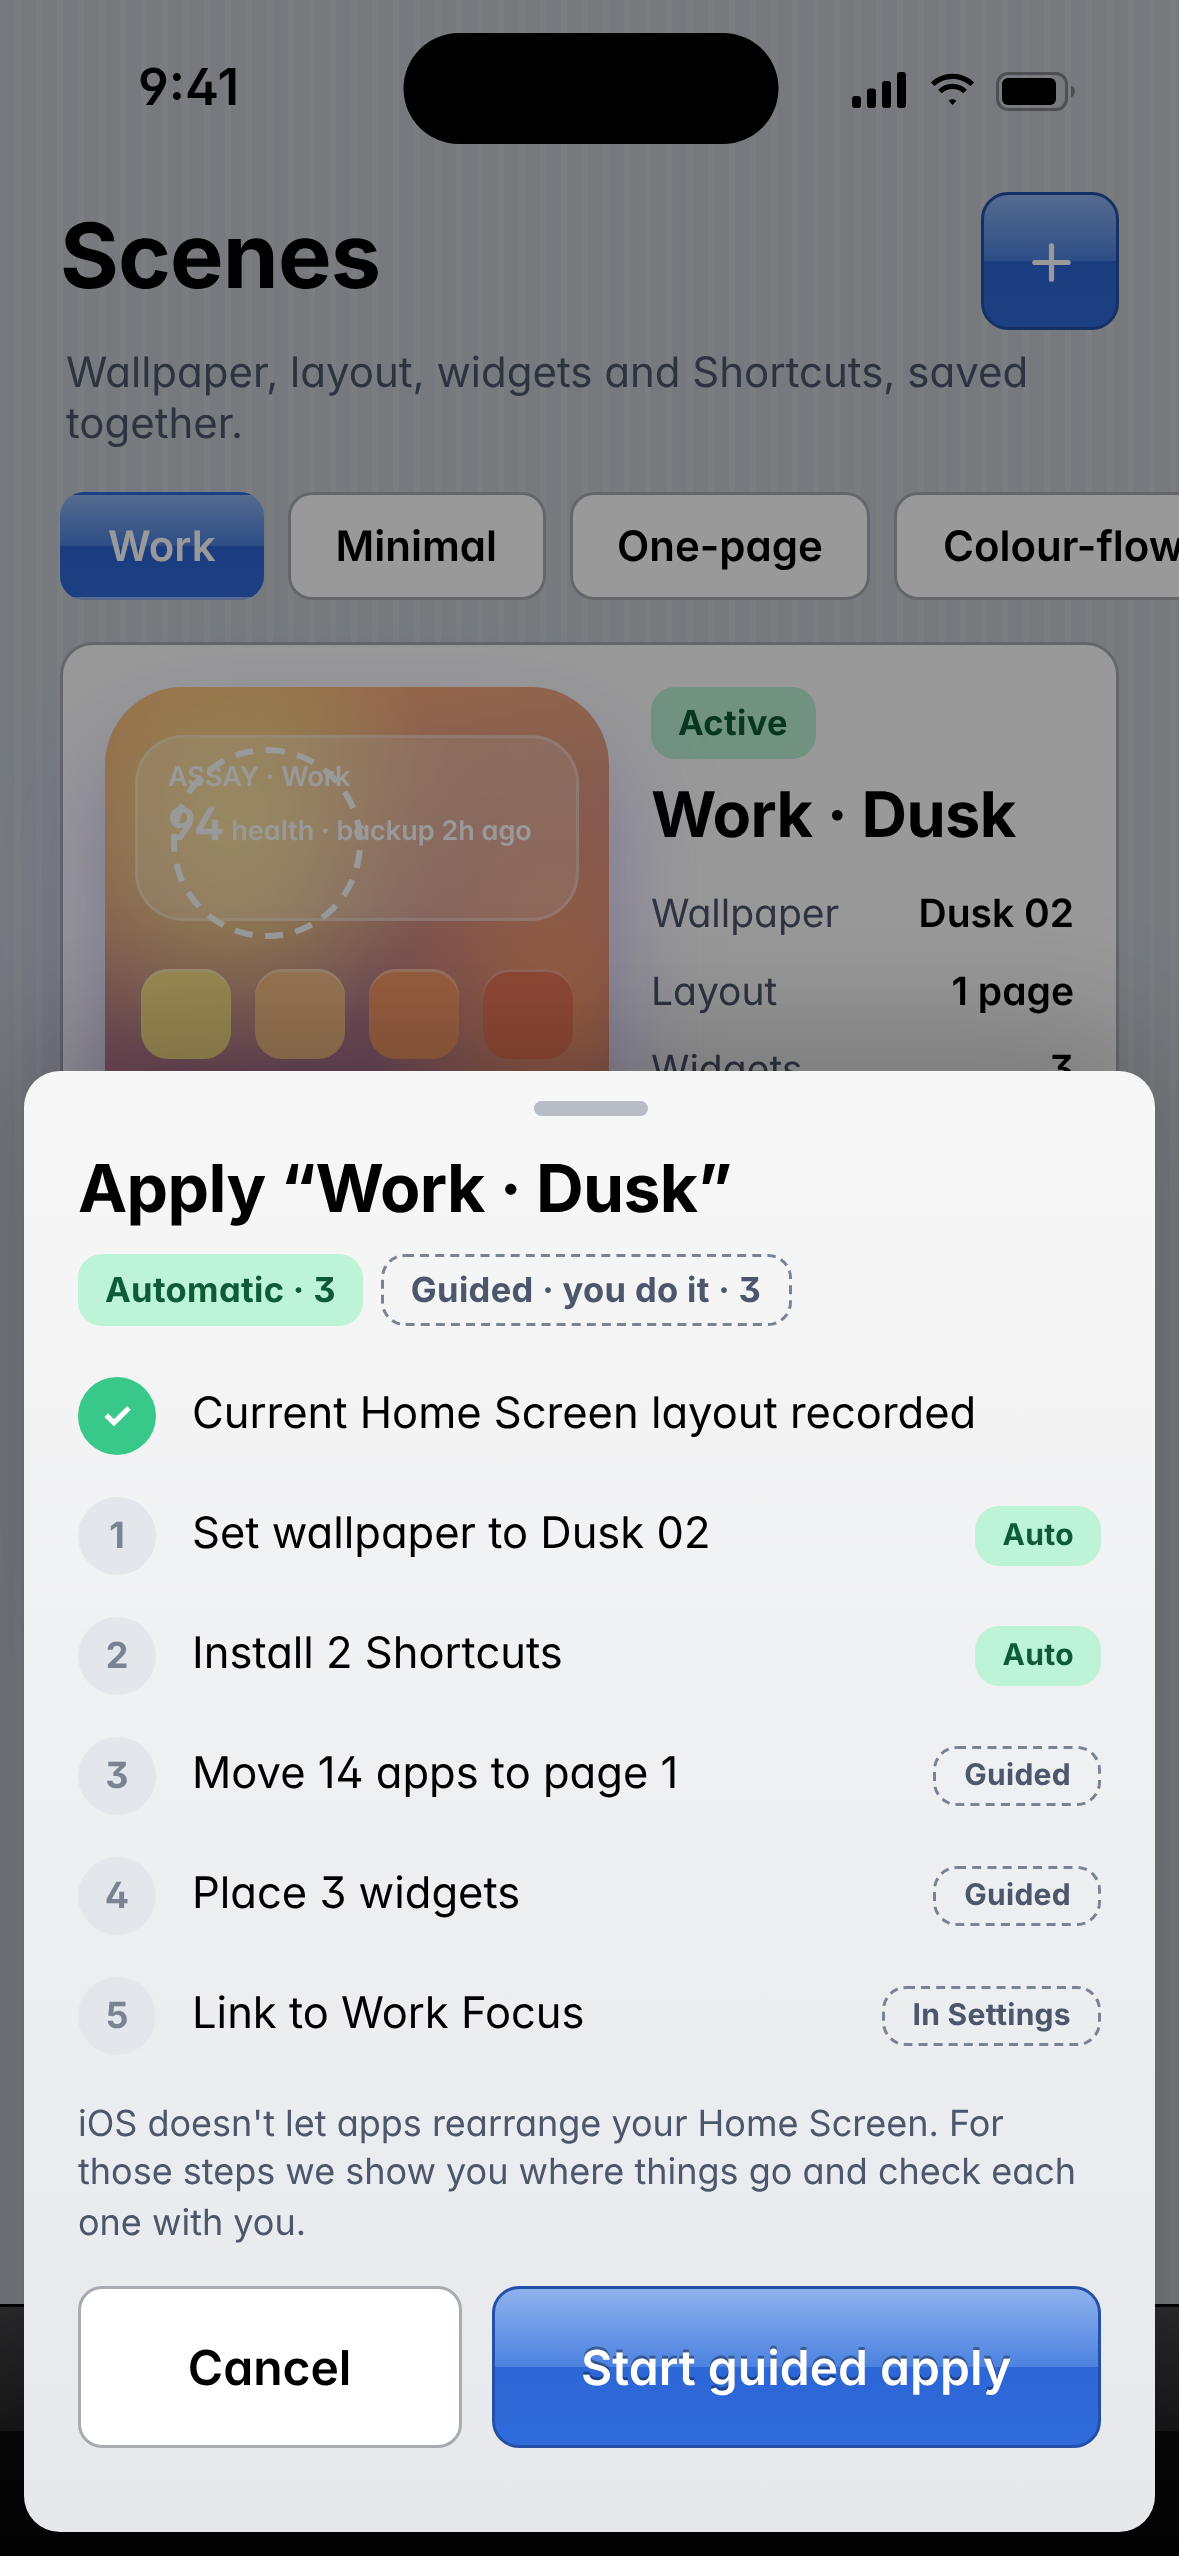 9:41
Scenes
Wallpaper, layout, widgets and Shortcuts, saved
together.
Work
Minimal
One-page
Colour-flow
ASSAY · Work
94 health · backup 2h ago
Active
Work · Dusk
Wallpaper Dusk 02
Layout 1 page
Widgets 3
Apply “Work · Dusk”
Automatic · 3
Guided · you do it · 3
Current Home Screen layout recorded
1 Set wallpaper to Dusk 02 Auto
2 Install 2 Shortcuts Auto
3 Move 14 apps to page 1 Guided
4 Place 3 widgets Guided
5 Link to Work Focus In Settings
iOS doesn't let apps rearrange your Home Screen. For
those steps we show you where things go and check each
one with you.
Cancel
Start guided apply